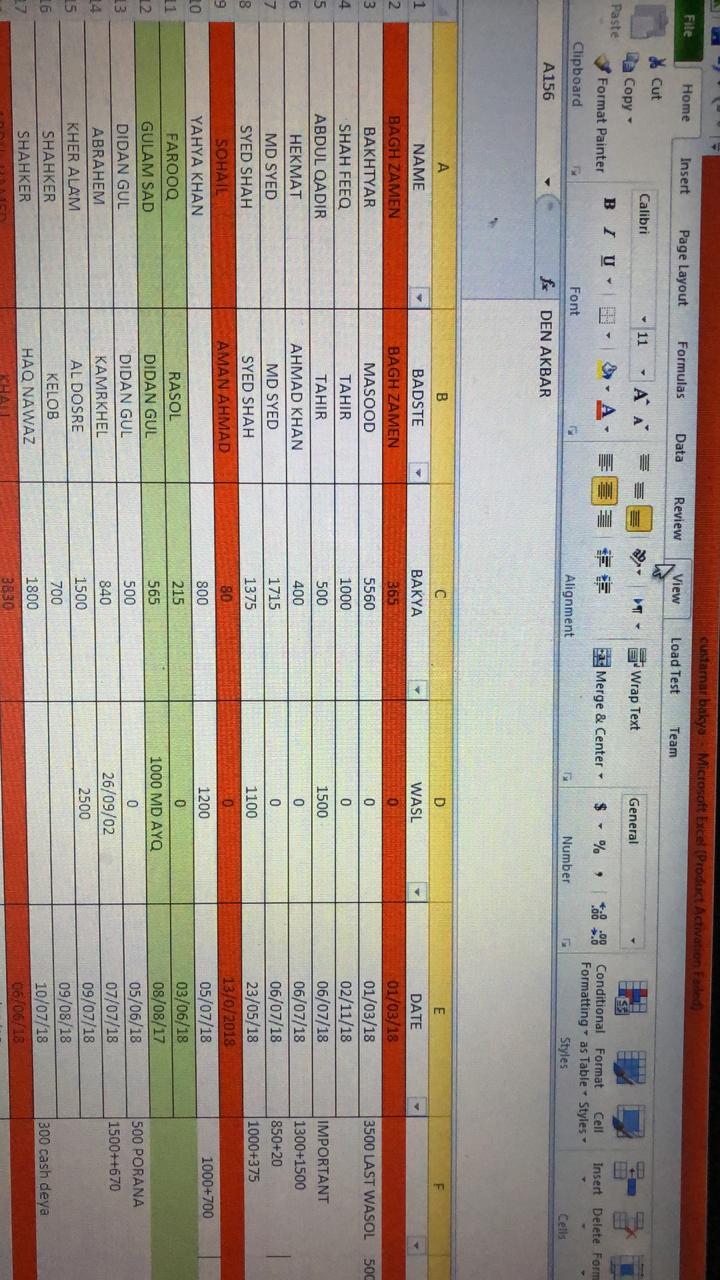 custamar bakya - Microsoft Excel (Product Activation Failed)
File Home Insert Page Layout Formulas Data Review View Load Test Team
Cut
Copy
Format Painter
Paste
Clipboard
Calibri 11
B I U
Font
Wrap Text
Merge & Center
Alignment
General
$ % ,
Number
Conditional Formatting
Format as Table
Cell Styles
Styles
Insert Delete
Cells
A156 fx DEN AKBAR
A B C D E F
1 NAME BADSTE BAKYA WASL DATE
2 BAGH ZAMEN BAGH ZAMEN 365 0 01/03/18
3 BAKHTYAR MASOOD 5560 0 01/03/18 3500 LAST WASOL
4 SHAH FEEQ TAHIR 1000 0 02/11/18
5 ABDUL QADIR TAHIR 500 1500 06/07/18 IMPORTANT
6 HEKMAT AHMAD KHAN 400 0 06/07/18 1300+1500
7 MD SYED MD SYED 1715 0 06/07/18 850+20
8 SYED SHAH SYED SHAH 1375 1100 23/05/18 1000+375
9 SOHAIL AMAN AHMAD 80 0 13/0/2018
10 YAHYA KHAN 800 1200 05/07/18 1000+700
11 FAROOQ RASOL 215 0 03/06/18
12 GULAM SAD DIDAN GUL 565 1000 MD AYQ 08/08/17
13 DIDAN GUL DIDAN GUL 500 0 05/06/18 500 PORANA
14 ABRAHEM KAMRKHEL 840 26/09/02 07/07/18 1500++670
15 KHER ALAM AL DOSRE 1500 2500 09/07/18
16 SHAHKER KELOB 700 09/08/18
17 SHAHKER HAQ NAWAZ 1800 10/07/18 300 cash deya
3830 06/06/18